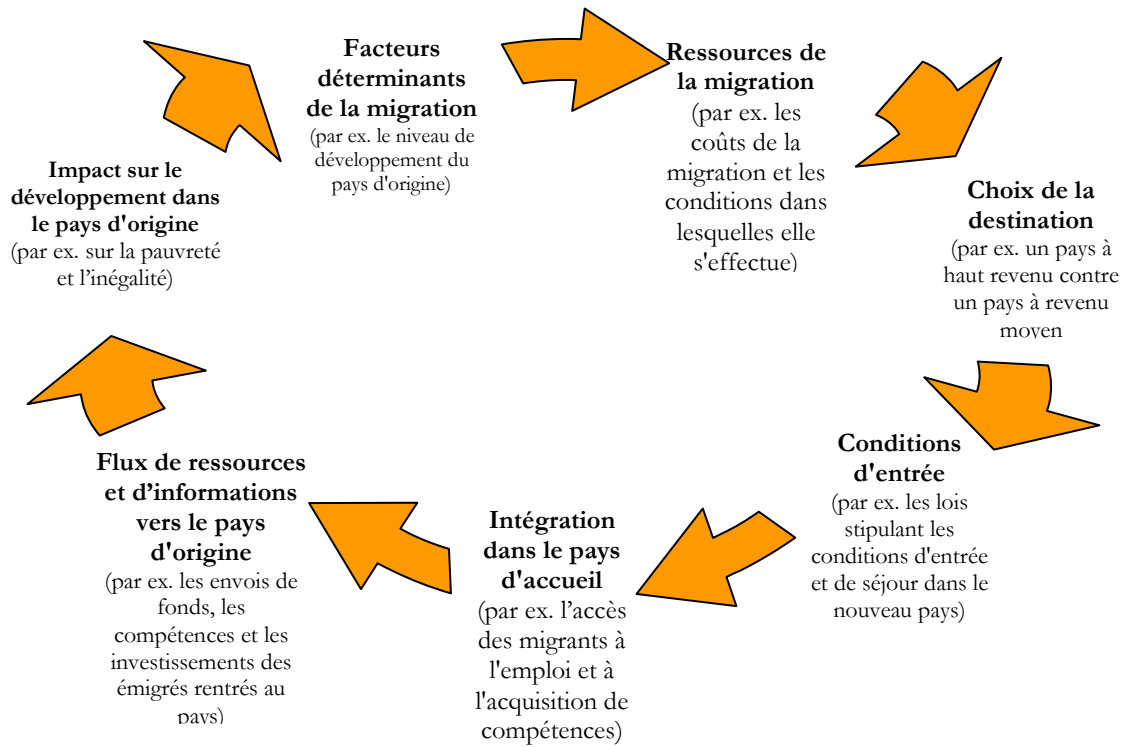 Facteurs
déterminants
de la migration
(par ex. le niveau de
développement du
pays d'origine)
Ressources de
la migration
(par ex. les
coûts de la
migration et les
conditions dans
lesquelles elle
s'effectue)
Choix de la
destination
(par ex. un pays à
haut revenu contre
un pays à revenu
moyen
Conditions
d'entrée
(par ex. les lois
stipulant les
conditions d'entrée
et de séjour dans le
nouveau pays)
Intégration
dans le pays
d'accueil
(par ex. l’accès
des migrants à
l'emploi et à
l'acquisition de
compétences)
Flux de ressources
et d’informations
vers le pays
d'origine
(par ex. les envois de
fonds, les
compétences et les
investissements des
émigrés rentrés au
pays)
Impact sur le
développement dans
le pays d'origine
(par ex. sur la pauvreté
et l’inégalité)